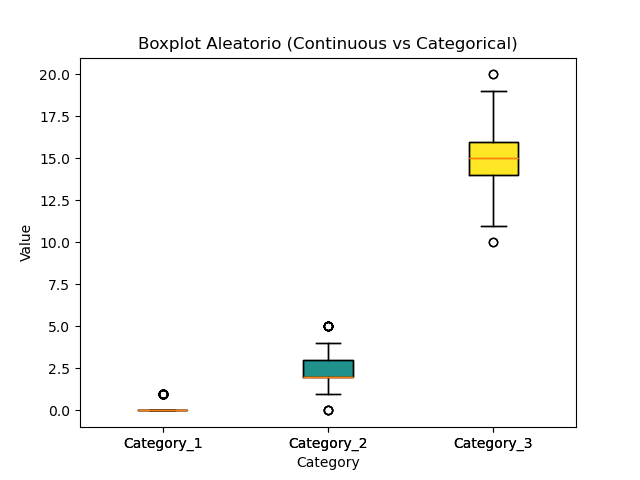 Boxplot Aleatorio (Continuous vs Categorical)
20.0
17.5
15.0
12.5
10.0
7.5
5.0
2.5
0.0
Value
Category_1 Category_2 Category_3
Category